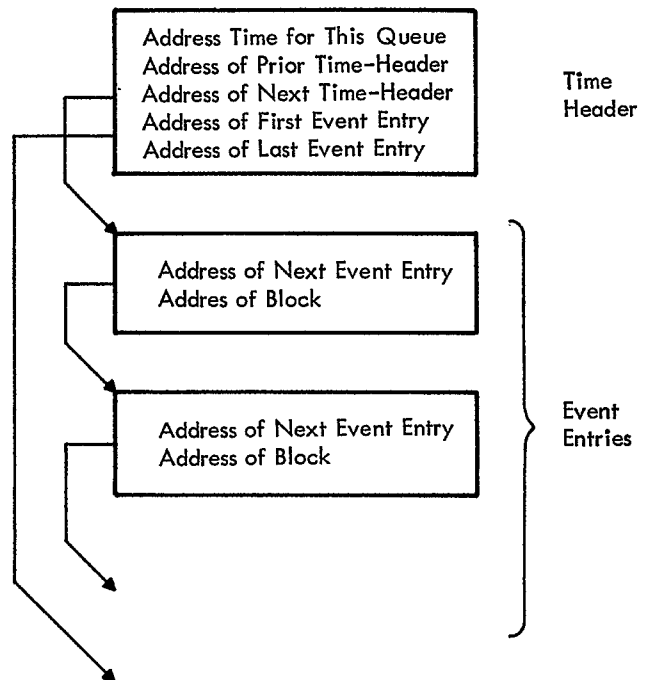 Address Time for This Queue
Address of Prior Time-Header
Address of Next Time-Header
Address of First Event Entry
Address of Last Event Entry
Time
Header
Address of Next Event Entry
Addres of Block
Address of Next Event Entry
Address of Block
Event
Entries